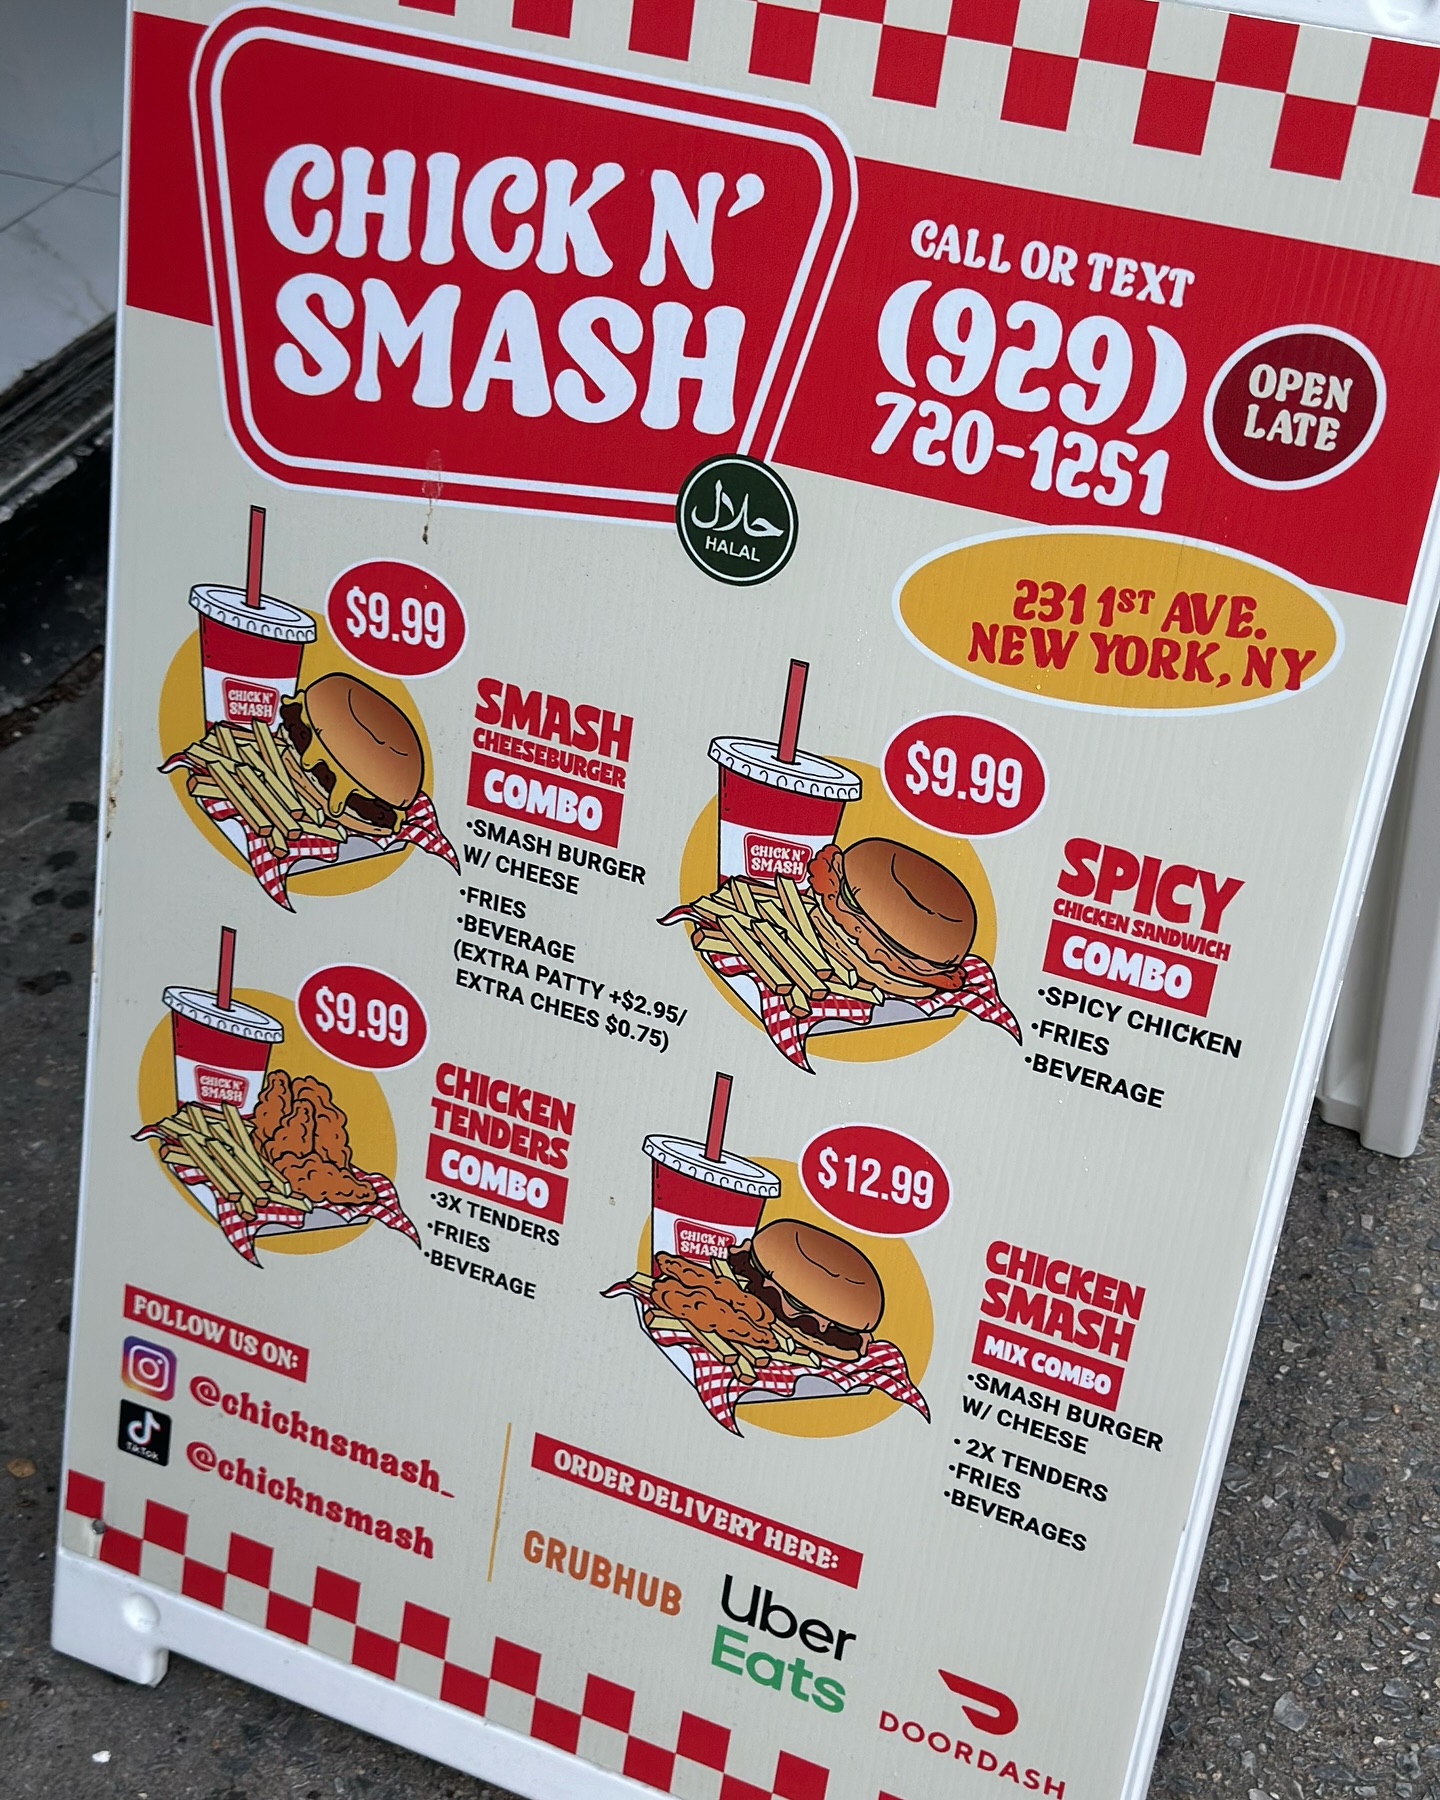 CHICK N'
SMASH
CALL OR TEXT
(929)
720-1251
OPEN
LATE
حلال
HALAL
231 1ST AVE.
NEW YORK, NY
$9.99
CHICK N'
SMASH
SMASH
CHEESEBURGER
COMBO
•SMASH BURGER
W/ CHEESE
•FRIES
•BEVERAGE
(EXTRA PATTY +$2.95/
EXTRA CHEES $0.75)
$9.99
CHICK N'
SMASH
SPICY
CHICKEN SANDWICH
COMBO
•SPICY CHICKEN
•FRIES
•BEVERAGE
$9.99
CHICK N'
SMASH
CHICKEN
TENDERS
COMBO
•3X TENDERS
•FRIES
•BEVERAGE
$12.99
CHICK N'
SMASH
CHICKEN
SMASH
MIX COMBO
•SMASH BURGER
W/ CHEESE
• 2X TENDERS
•FRIES
•BEVERAGES
FOLLOW US ON:
@chicknsmash_
TikTok
@chicknsmash
ORDER DELIVERY HERE:
GRUBHUB
Uber
Eats
DOORDASH